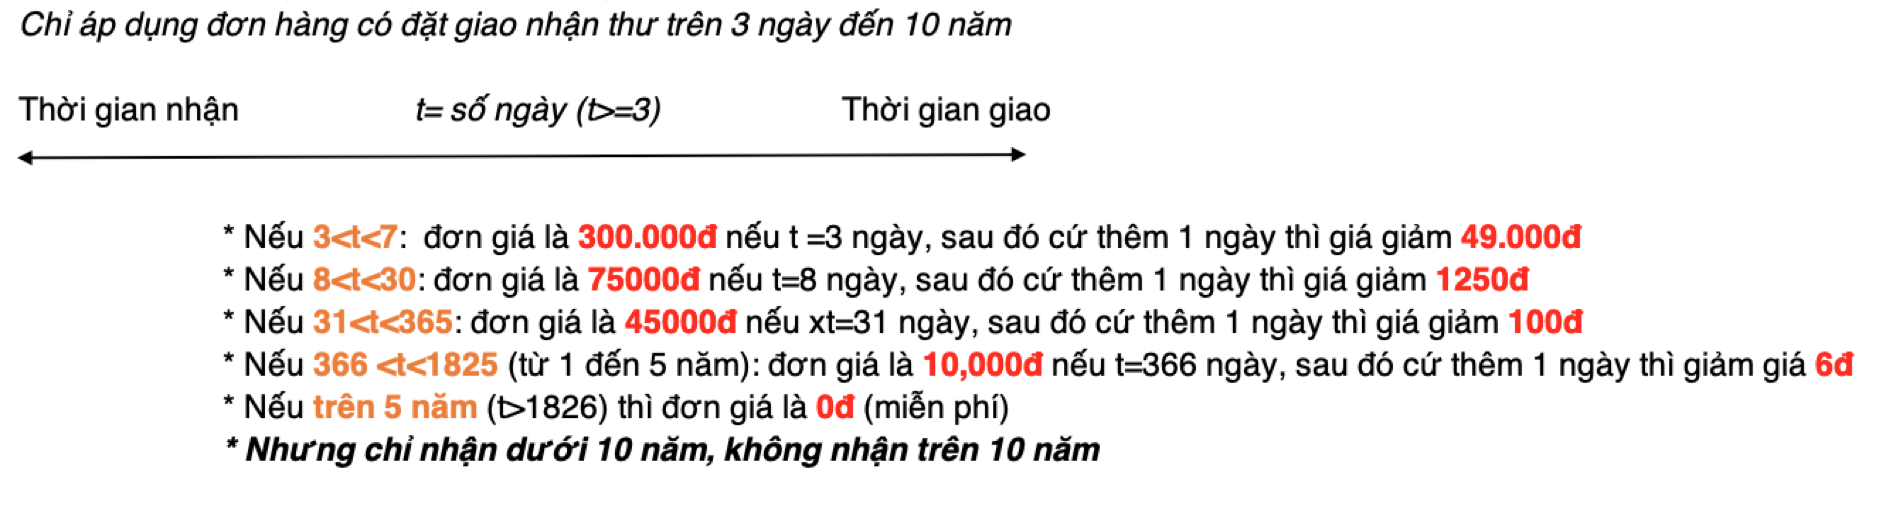 Chỉ áp dụng đơn hàng có đặt giao nhận thư trên 3 ngày đến 10 năm
Thời gian nhận t= số ngày (t>=3) Thời gian giao
* Nếu 3<t<7: đơn giá là 300.000đ nếu t =3 ngày, sau đó cứ thêm 1 ngày thì giá giảm 49.000đ
* Nếu 8<t<30: đơn giá là 75000đ nếu t=8 ngày, sau đó cứ thêm 1 ngày thì giá giảm 1250đ
* Nếu 31<t<365: đơn giá là 45000đ nếu xt=31 ngày, sau đó cứ thêm 1 ngày thì giá giảm 100đ
* Nếu 366 <t<1825 (từ 1 đến 5 năm): đơn giá là 10,000đ nếu t=366 ngày, sau đó cứ thêm 1 ngày thì giảm giá 6đ
* Nếu trên 5 năm (t>1826) thì đơn giá là 0đ (miễn phí)
* Nhưng chỉ nhận dưới 10 năm, không nhận trên 10 năm